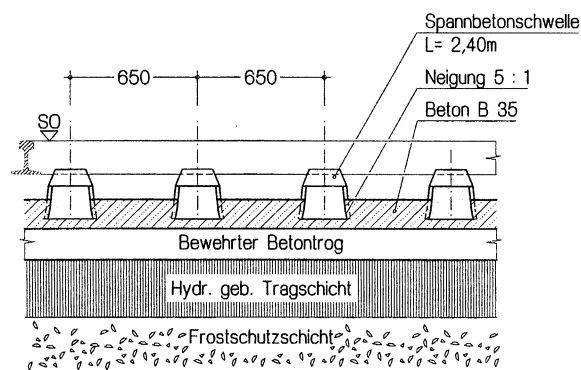 Spannbetonschwelle
L= 2,40m
650
650
Neigung 5 : 1
Beton B 35
SO
Bewehrter Betontrog
Hydr. geb. Tragschicht
Frostschutzschicht